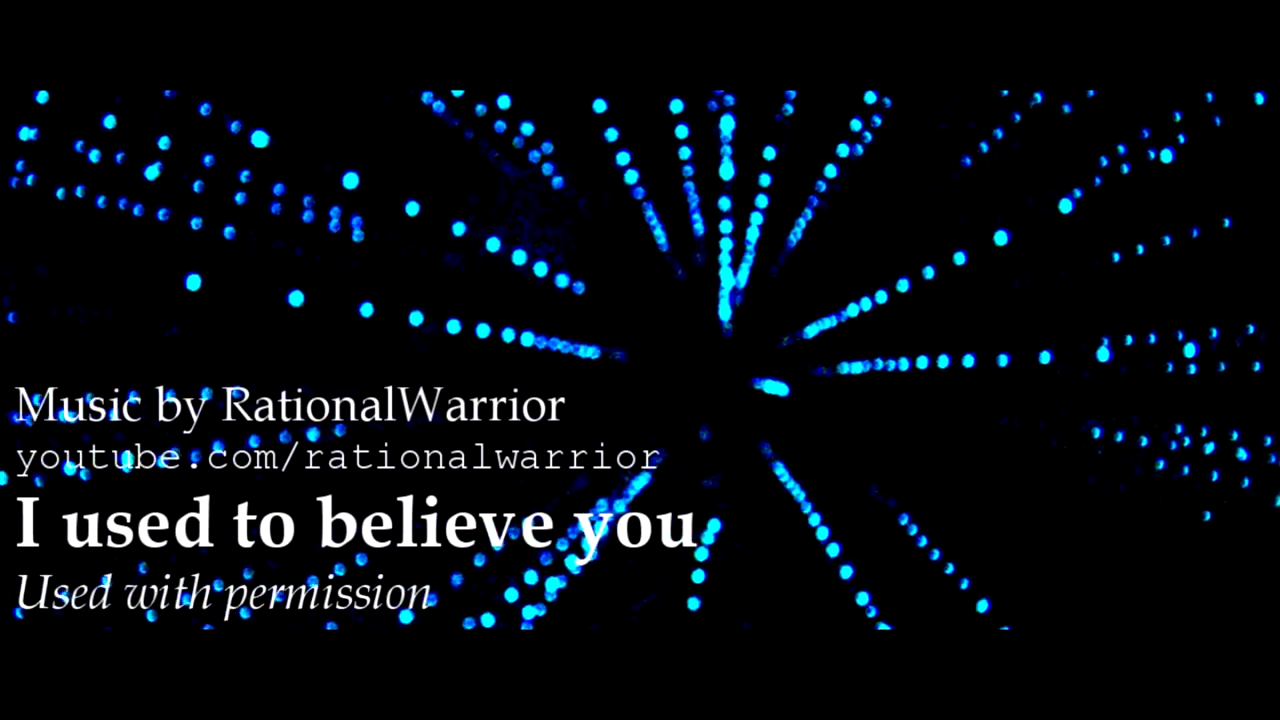 Music by RationalWarrior
youtube.com/rationalwarrior
I used to believe you
Used with permission